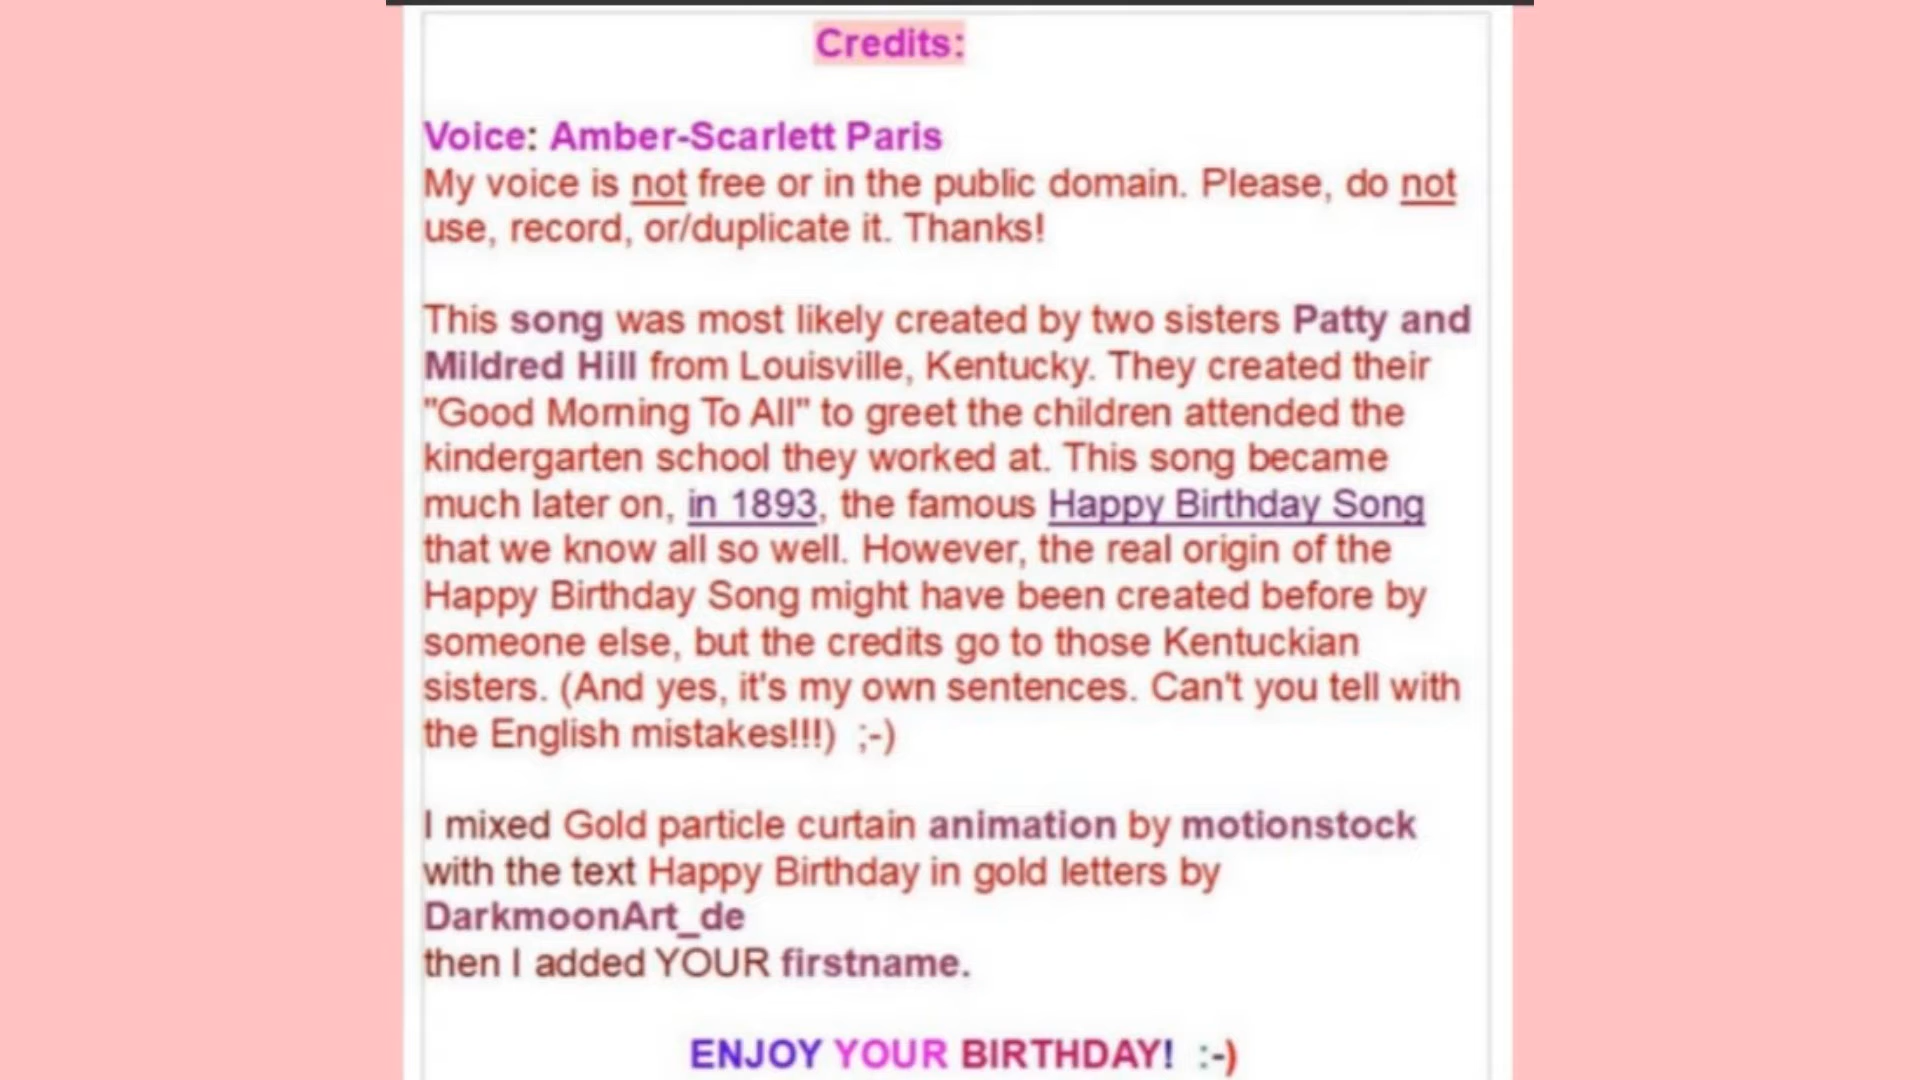 Credits:
Voice: Amber-Scarlett Paris
My voice is not free or in the public domain. Please, do not
use, record, or/duplicate it. Thanks!
This song was most likely created by two sisters Patty and
Mildred Hill from Louisville, Kentucky. They created their
"Good Morning To All" to greet the children attended the
kindergarten school they worked at. This song became
much later on, in 1893, the famous Happy Birthday Song
that we know all so well. However, the real origin of the
Happy Birthday Song might have been created before by
someone else, but the credits go to those Kentuckian
sisters. (And yes, it's my own sentences. Can't you tell with
the English mistakes!!!) ;-)
I mixed Gold particle curtain animation by motionstock
with the text Happy Birthday in gold letters by
DarkmoonArt_de
then I added YOUR firstname.
ENJOY YOUR BIRTHDAY! :-)